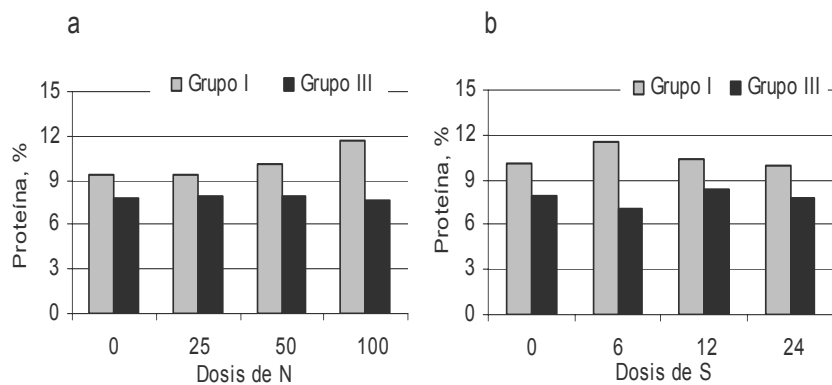 a
Grupo I Grupo III
15
12
9
6
3
0
Proteína, %
0 25 50 100
Dosis de N
b
Grupo I Grupo III
15
12
9
6
3
0
Proteína, %
0 6 12 24
Dosis de S